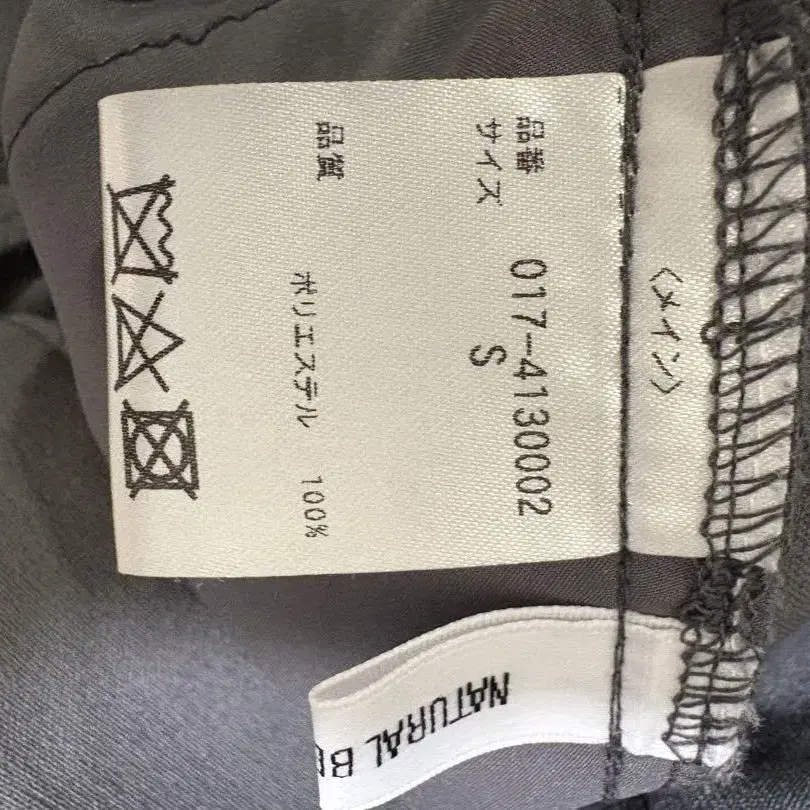 〈メイン〉
品番 017-4130002
サイズ S
品質
ポリエステル 100%
NATURAL